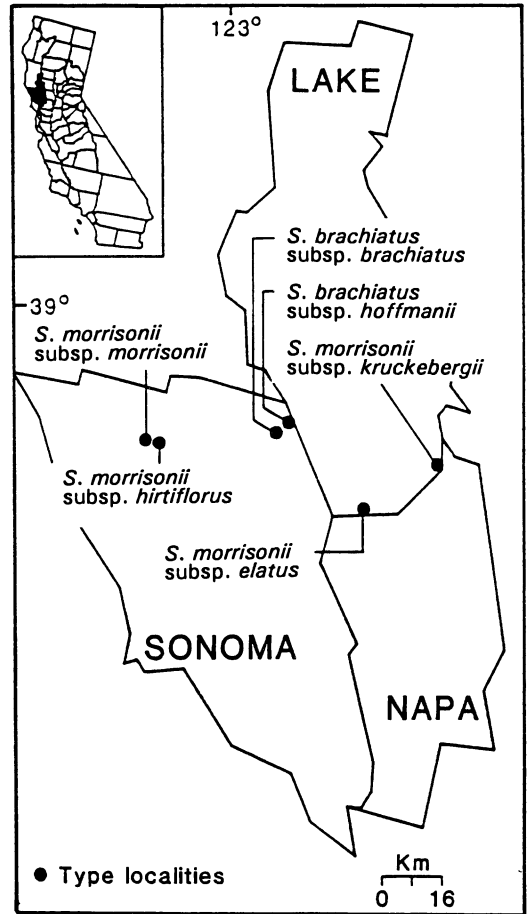 123°
LAKE
S. brachiatus
subsp. brachiatus
S. brachiatus
subsp. hoffmanii
39°
S. morrisonii
subsp. morrisonii
S. morrisonii
subsp. kruckebergii
S. morrisonii
subsp. hirtiflorus
S. morrisonii
subsp. elatus
SONOMA
NAPA
Type localities
Km
0 16